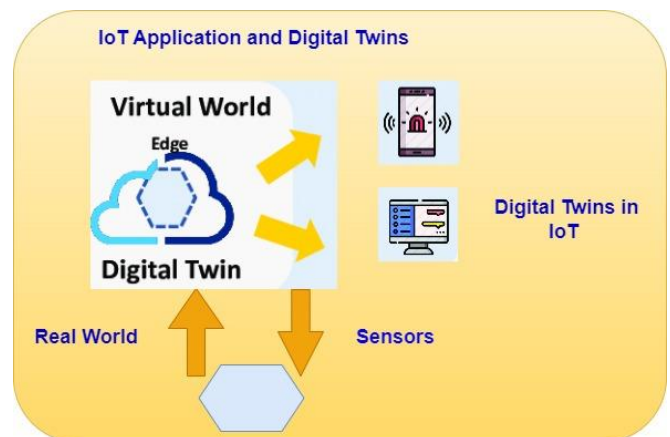 IoT Application and Digital Twins
Virtual World
Edge
Digital Twin
Digital Twins in
IoT
Real World
Sensors